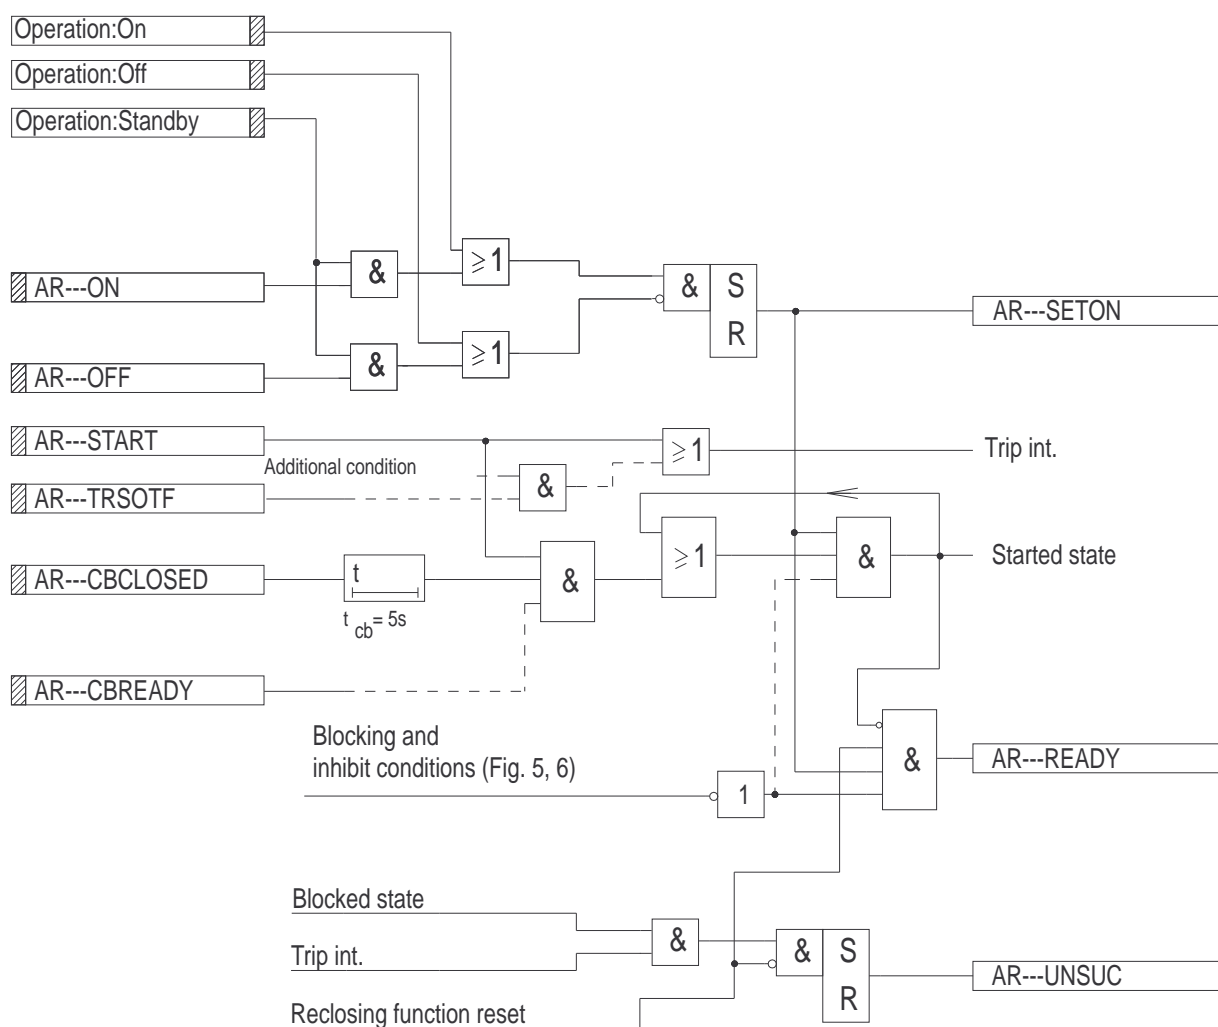 Operation:On
Operation:Off
Operation:Standby
& ≥1
AR---ON
& S
R
AR---SETON
& ≥1
AR---OFF
AR---START
≥1
Trip int.
Additional condition
&
AR---TRSOTF
AR---CBCLOSED
t
t cb = 5s
&
≥1
&
Started state
AR---CBREADY
Blocking and
inhibit conditions (Fig. 5, 6)
1
&
AR---READY
Blocked state
Trip int.
&
& S
R
AR---UNSUC
Reclosing function reset